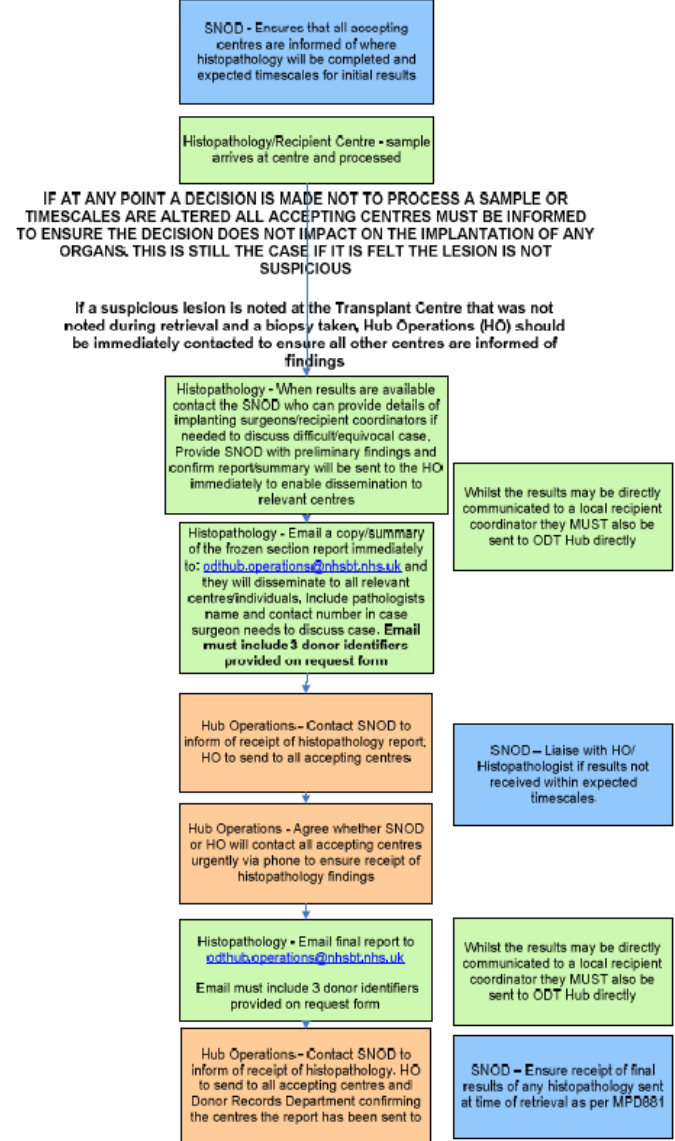 SNOD - Ensures that all accepting
centres are informed of where
histopathology will be completed and
expected timescales for initial results
Histopathology/Recipient Centre - sample
arrives at centre and processed
IF AT ANY POINT A DECISION IS MADE NOT TO PROCESS A SAMPLE OR
TIMESCALES ARE ALTERED ALL ACCEPTING CENTRES MUST BE INFORMED
TO ENSURE THE DECISION DOES NOT IMPACT ON THE IMPLANTATION OF ANY
ORGANS. THIS IS STILL THE CASE IF IT IS FELT THE LESION IS NOT
SUSPICIOUS
If a suspicious lesion is noted at the Transplant Centre that was not
noted during retrieval and a biopsy taken, Hub Operations (HO) should
be immediately contacted to ensure all other centres are informed of
findings
Histopathology - When results are available
contact the SNOD who can provide details of
implanting surgeons/recipient coordinators if
needed to discuss difficult/equivocal case.
Provide SNOD with preliminary findings and
confirm report/summary will be sent to the HO
immediately to enable dissemination to
relevant centres
Whilst the results may be directly
communicated to a local recipient
coordinator they MUST also be
sent to ODT Hub directly
Histopathology - Email a copy/summary
of the frozen section report immediately
to: odthub.operations@nhsbt.nhs.uk and
they will disseminate to all relevant
centres/individuals. Include pathologists
name and contact number in case
surgeon needs to discuss case. Email
must include 3 donor identifiers
provided on request form
Hub Operations - Contact SNOD to
inform of receipt of histopathology report.
HO to send to all accepting centres
SNOD – Liaise with HO/
Histopathologist if results not
received within expected
timescales.
Hub Operations - Agree whether SNOD
or HO will contact all accepting centres
urgently via phone to ensure receipt of
histopathology findings
Histopathology - Email final report to
odthub.operations@nhsbt.nhs.uk
Email must include 3 donor identifiers
provided on request form
Whilst the results may be directly
communicated to a local recipient
coordinator they MUST also be
sent to ODT Hub directly
Hub Operations - Contact SNOD to
inform of receipt of histopathology. HO
to send to all accepting centres and
Donor Records Department confirming
the centres the report has been sent to
SNOD – Ensure receipt of final
results of any histopathology sent
at time of retrieval as per MPD881